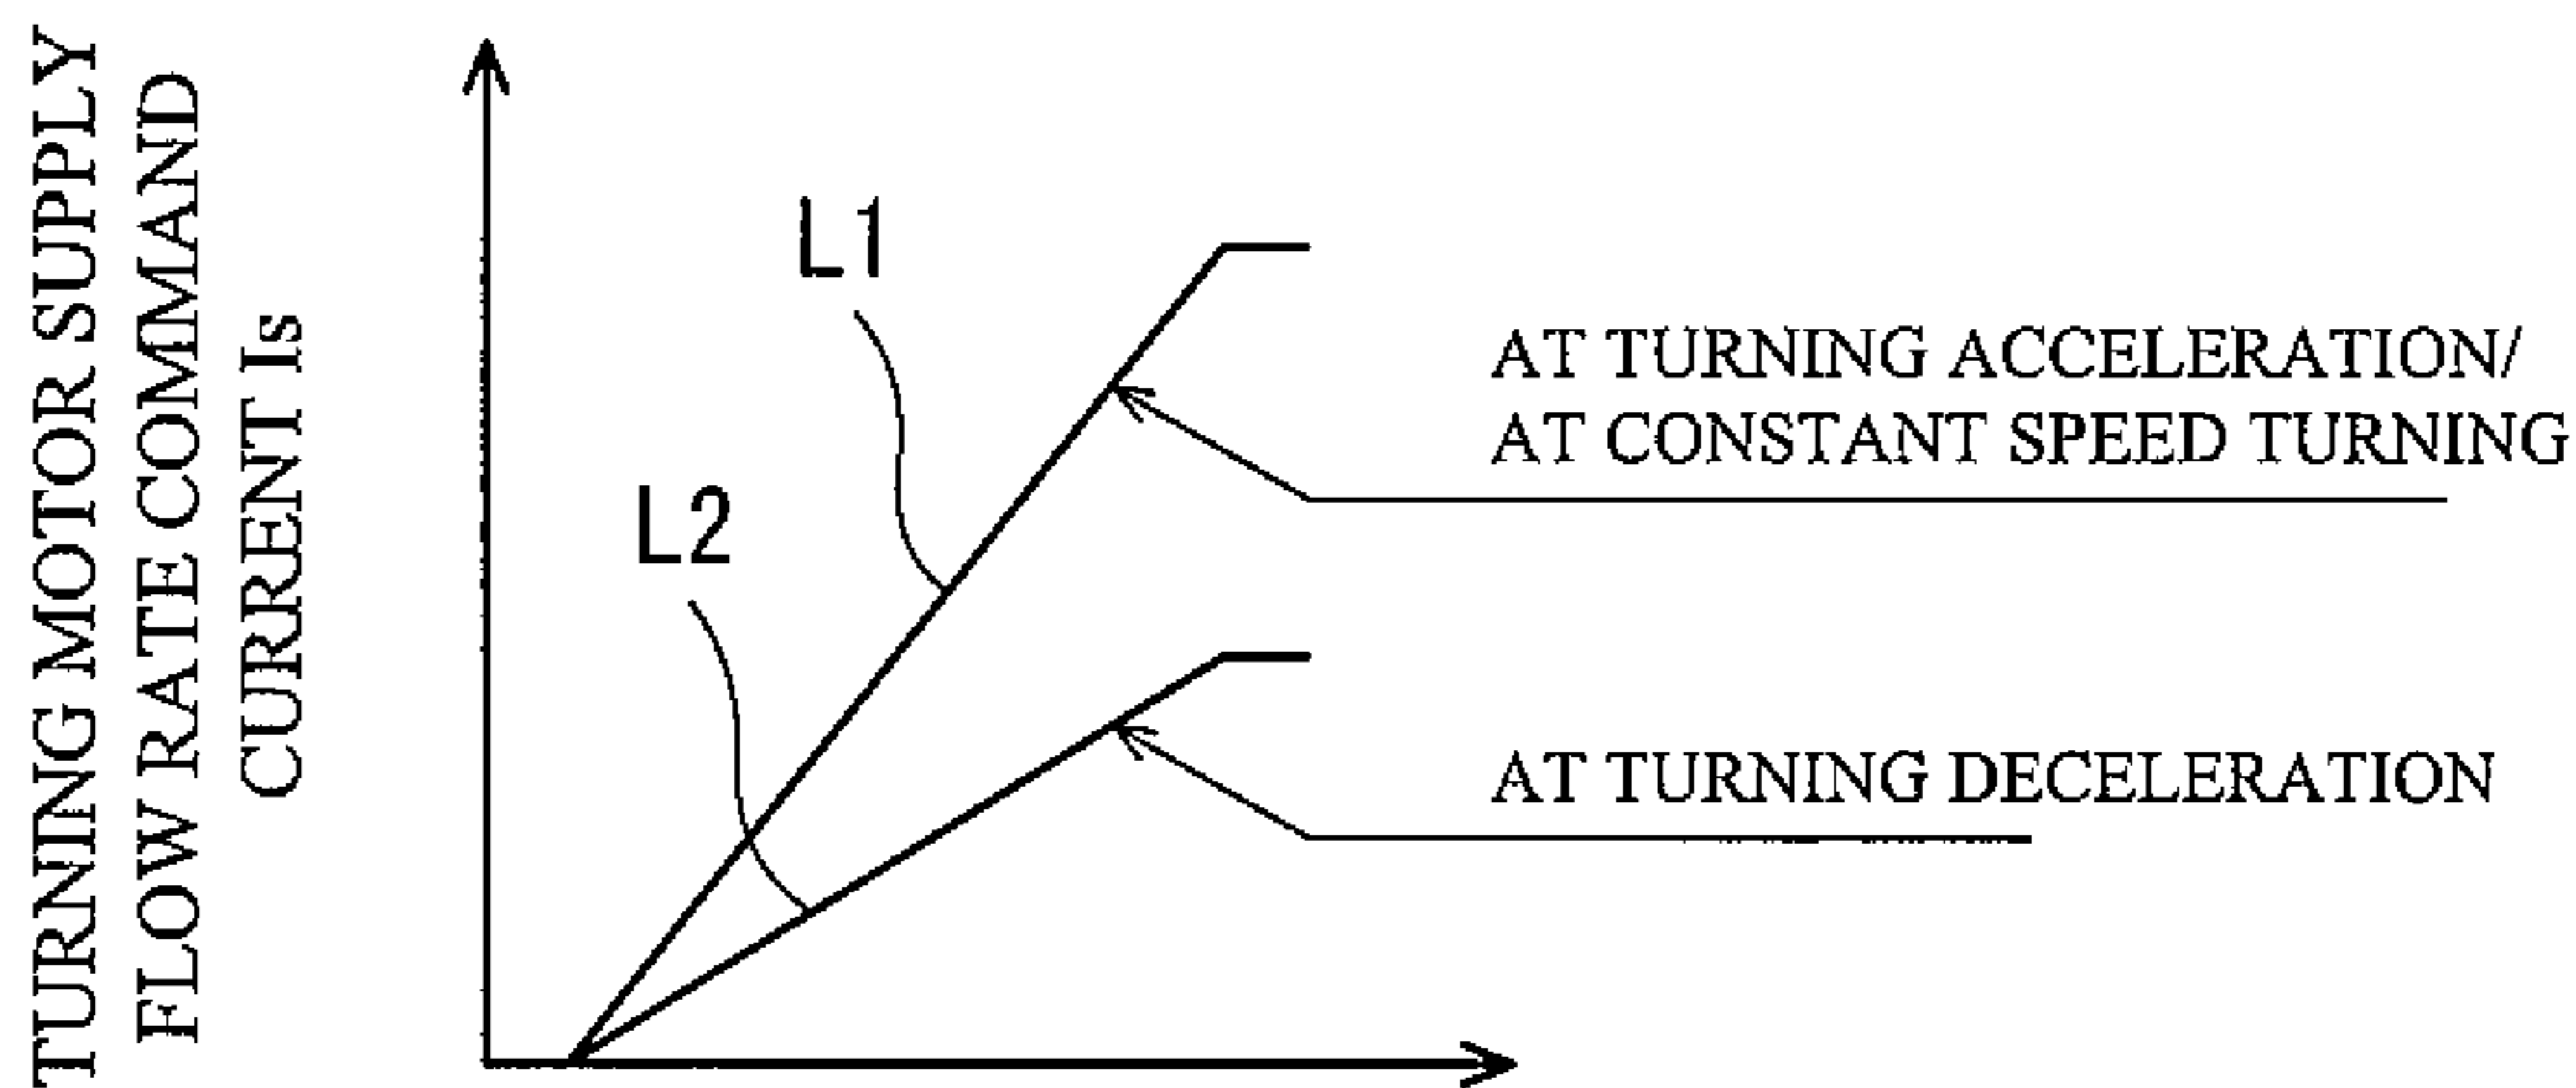 TURNING MOTOR SUPPLY
FLOW RATE COMMAND
CURRENT Is
L1
L2
AT TURNING ACCELERATION/
AT CONSTANT SPEED TURNING
AT TURNING DECELERATION